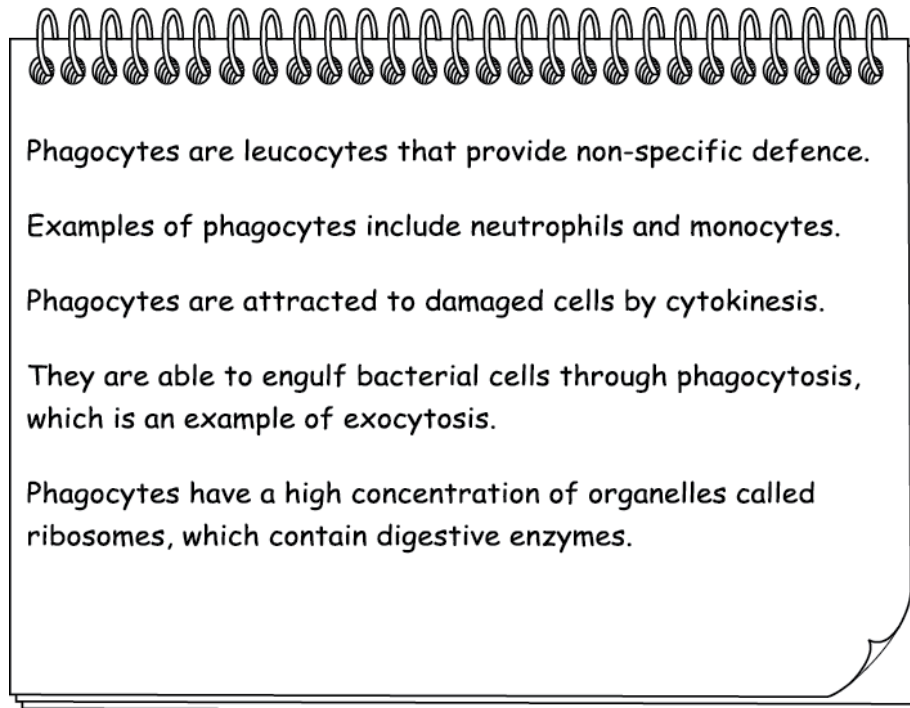 Phagocytes are leucocytes that provide non-specific defence.
Examples of phagocytes include neutrophils and monocytes.
Phagocytes are attracted to damaged cells by cytokinesis.
They are able to engulf bacterial cells through phagocytosis,
which is an example of exocytosis.
Phagocytes have a high concentration of organelles called
ribosomes, which contain digestive enzymes.